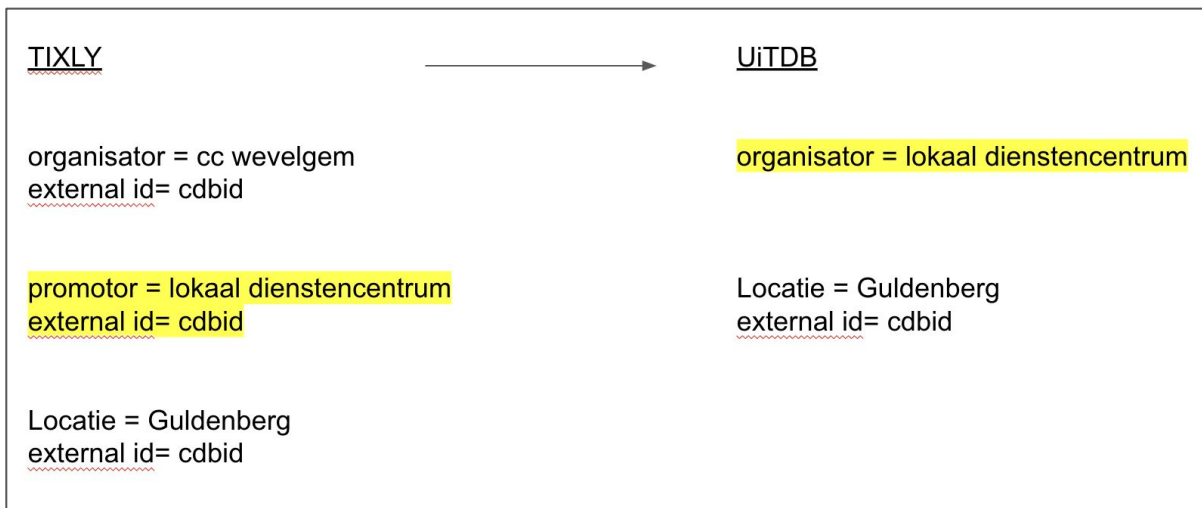 TIXLY
organisator = cc wevelgem
external id= cdbid
promotor = lokaal dienstencentrum
external id= cdbid
Locatie = Guldenberg
external id= cdbid
UiTDB
organisator = lokaal dienstencentrum
Locatie = Guldenberg
external id= cdbid